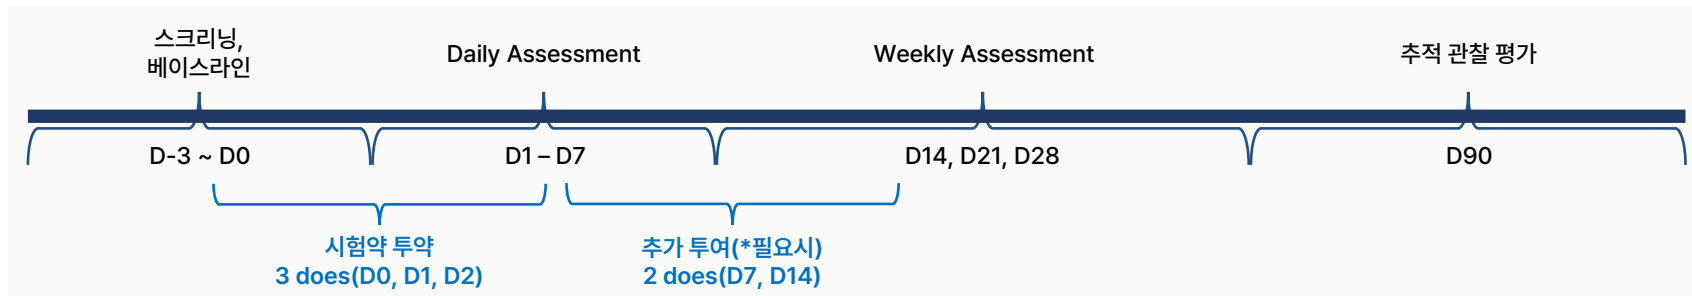 스크리닝,
베이스라인
Daily Assessment
Weekly Assessment
추적 관찰 평가
D-3 ~ D0
D1 – D7
D14, D21, D28
D90
시험약 투약
3 does(D0, D1, D2)
추가 투여(*필요시)
2 does(D7, D14)